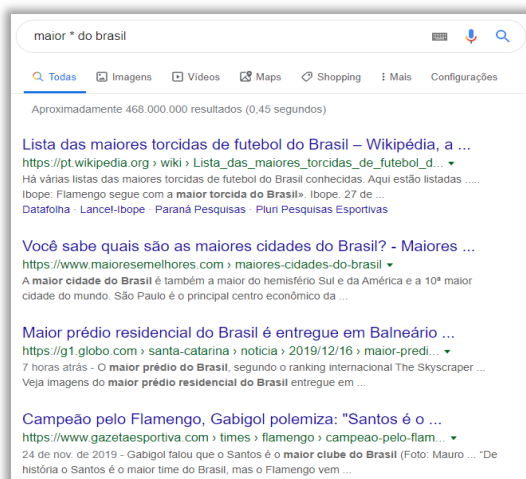 maior * do brasil
Todas Imagens Vídeos Maps Shopping Mais Configurações
Aproximadamente 468.000.000 resultados (0,45 segundos)
Lista das maiores torcidas de futebol do Brasil – Wikipédia, a ...
https://pt.wikipedia.org › wiki › Lista_das_maiores_torcidas_de_futebol_d...
Há várias listas das maiores torcidas de futebol do Brasil conhecidas. Aqui estão listadas .....
Ibope: Flamengo segue com a maior torcida do Brasil». Ibope. 27 de ...
Datafolha · Lance!-Ibope · Paraná Pesquisas · Pluri Pesquisas Esportivas
Você sabe quais são as maiores cidades do Brasil? - Maiores ...
https://www.maioresemelhores.com › maiores-cidades-do-brasil
A maior cidade do Brasil é também a maior do hemisfério Sul e da América e a 10ª maior
cidade do mundo. São Paulo é o principal centro econômico da ...
Maior prédio residencial do Brasil é entregue em Balneário ...
https://g1.globo.com › santa-catarina › noticia › 2019/12/16 › maior-predi...
7 horas atrás - O maior prédio do Brasil, segundo o ranking internacional The Skyscraper ...
Veja imagens do maior prédio residencial do Brasil entregue em ...
Campeão pelo Flamengo, Gabigol polemiza: "Santos é o ...
https://www.gazetaesportiva.com › times › flamengo › campeao-pelo-flam...
24 de nov. de 2019 - Gabigol falou que o Santos é o maior clube do Brasil (Foto: Mauro ... "De
história o Santos é o maior time do Brasil, mas o Flamengo vem ...